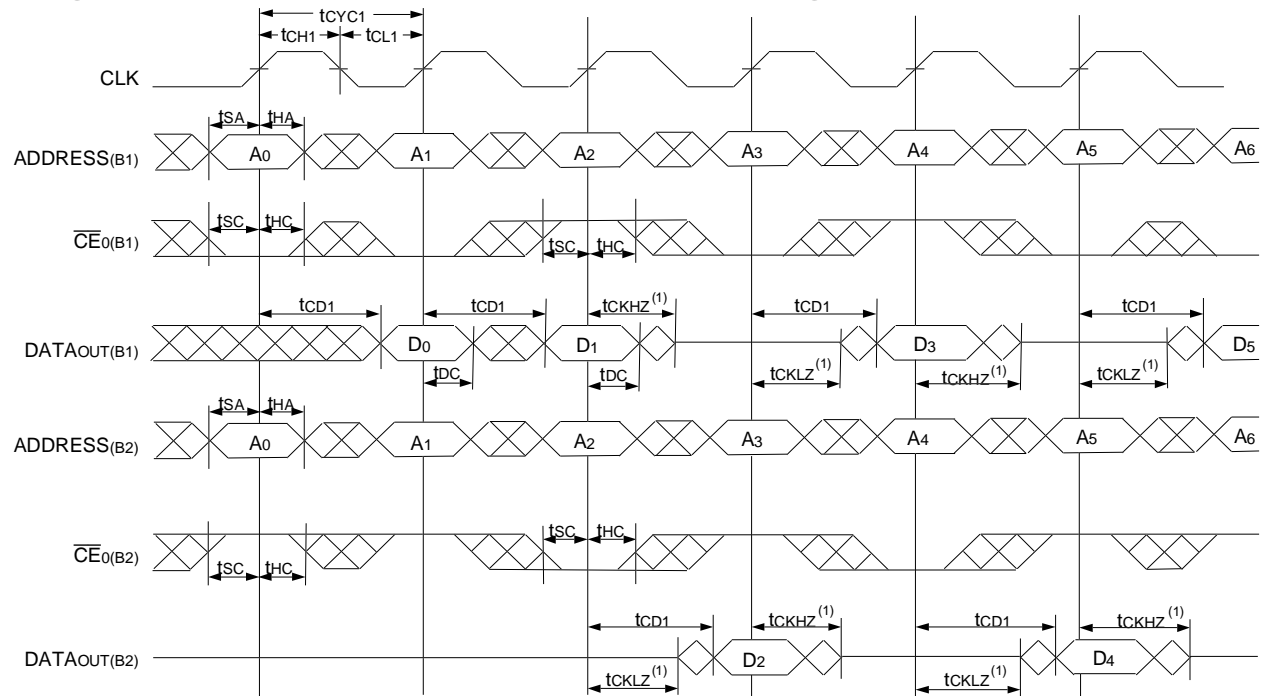 tCYC1
tCH1 tCL1
CLK
tSA tHA
ADDRESS(B1) A0 A1 A2 A3 A4 A5 A6
tSC tHC
CE0(B1) tSC tHC
tCD1 tCD1 tCKHZ(1) tCD1 tCD1
DATAOUT(B1) D0 D1 D3 D5
tDC tDC tCKLZ(1) tCKHZ(1) tCKLZ(1)
tSA tHA
ADDRESS(B2) A0 A1 A2 A3 A4 A5 A6
tSC tHC
CE0(B2)
tSC tHC
tCD1 tCKHZ(1) tCD1 tCKHZ(1)
DATAOUT(B2) D2 D4
tCKLZ(1) tCKLZ(1)